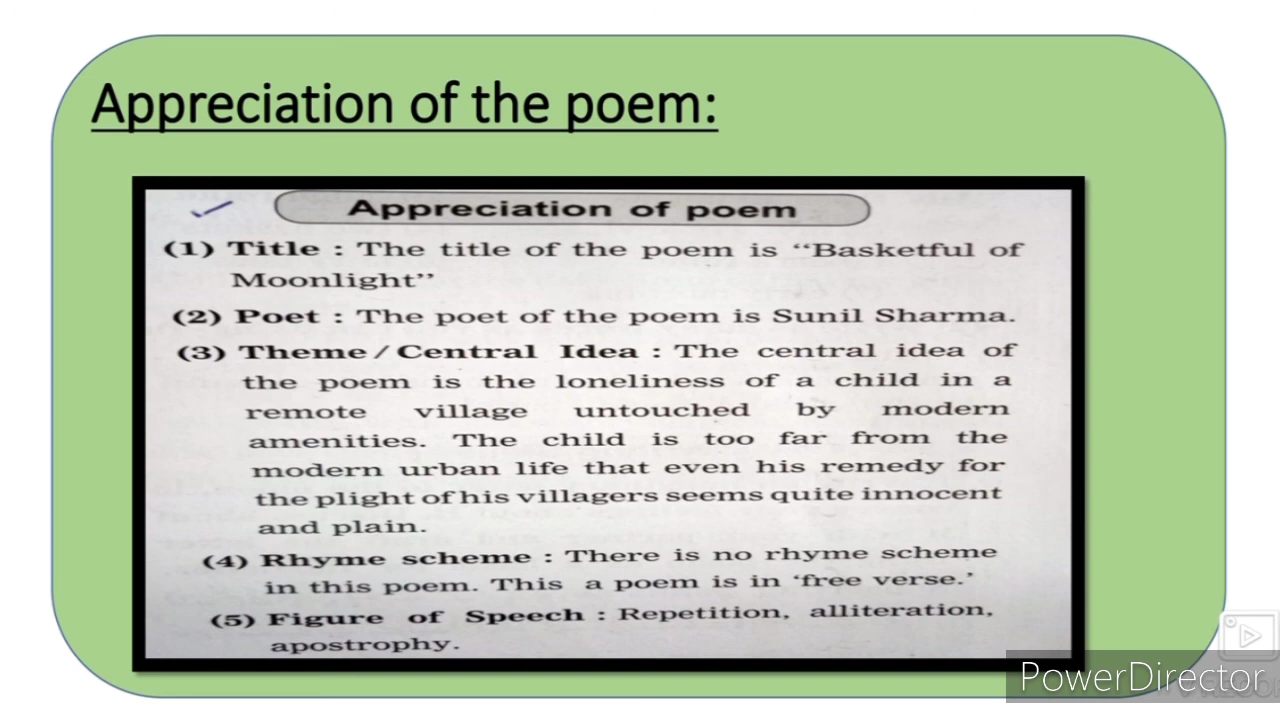 Appreciation of the poem:
Appreciation of poem
(1) Title : The title of the poem is “Basketful of
Moonlight”
(2) Poet : The poet of the poem is Sunil Sharma.
(3) Theme / Central Idea : The central idea of
the poem is the loneliness of a child in a
remote village untouched by modern
amenities. The child is too far from the
modern urban life that even his remedy for
the plight of his villagers seems quite innocent
and plain.
(4) Rhyme scheme : There is no rhyme scheme
in this poem. This a poem is in ‘free verse.’
(5) Figure of Speech : Repetition, alliteration,
apostrophy.
PowerDirector